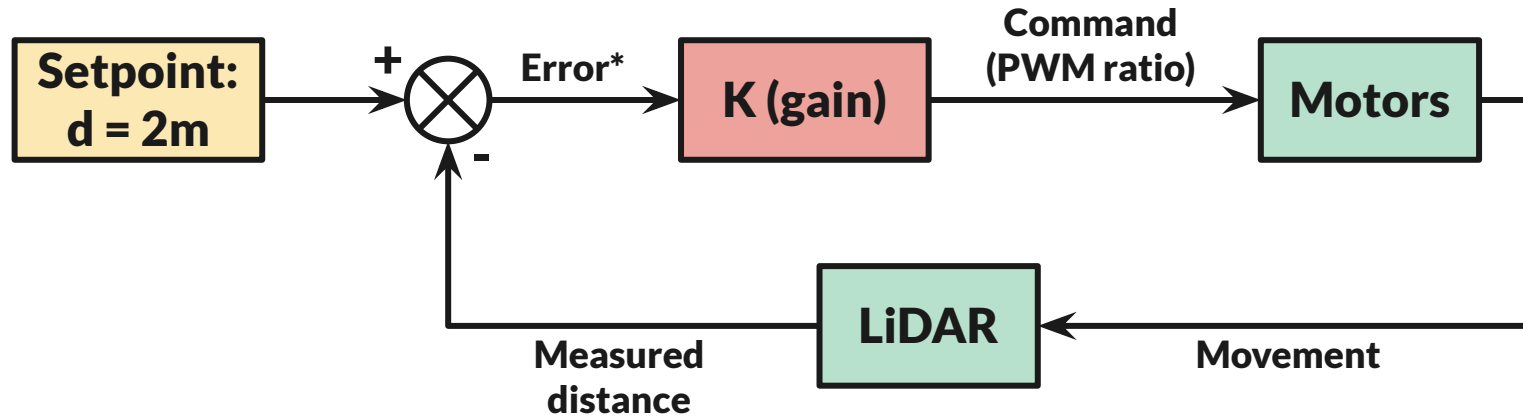 Setpoint:
d = 2m
+
-
Error*
K (gain)
Command
(PWM ratio)
Motors
LiDAR
Measured
distance
Movement